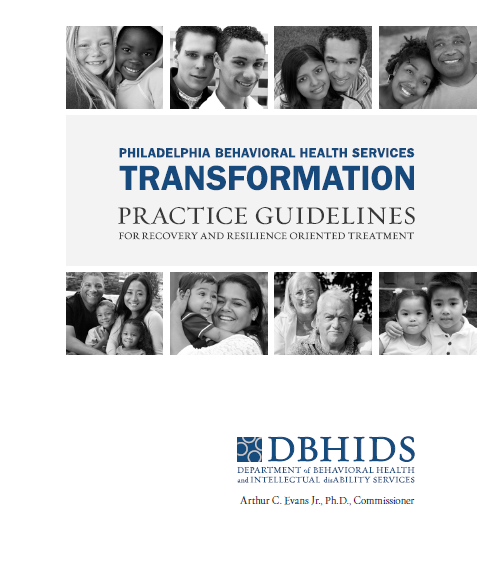 PHILADELPHIA BEHAVIORAL HEALTH SERVICES
TRANSFORMATION
PRACTICE GUIDELINES
FOR RECOVERY AND RESILIENCE ORIENTED TREATMENT
DBHIDS
DEPARTMENT of BEHAVIORAL HEALTH
and INTELLECTUAL disABILITY SERVICES
Arthur C. Evans Jr., Ph.D., Commissioner